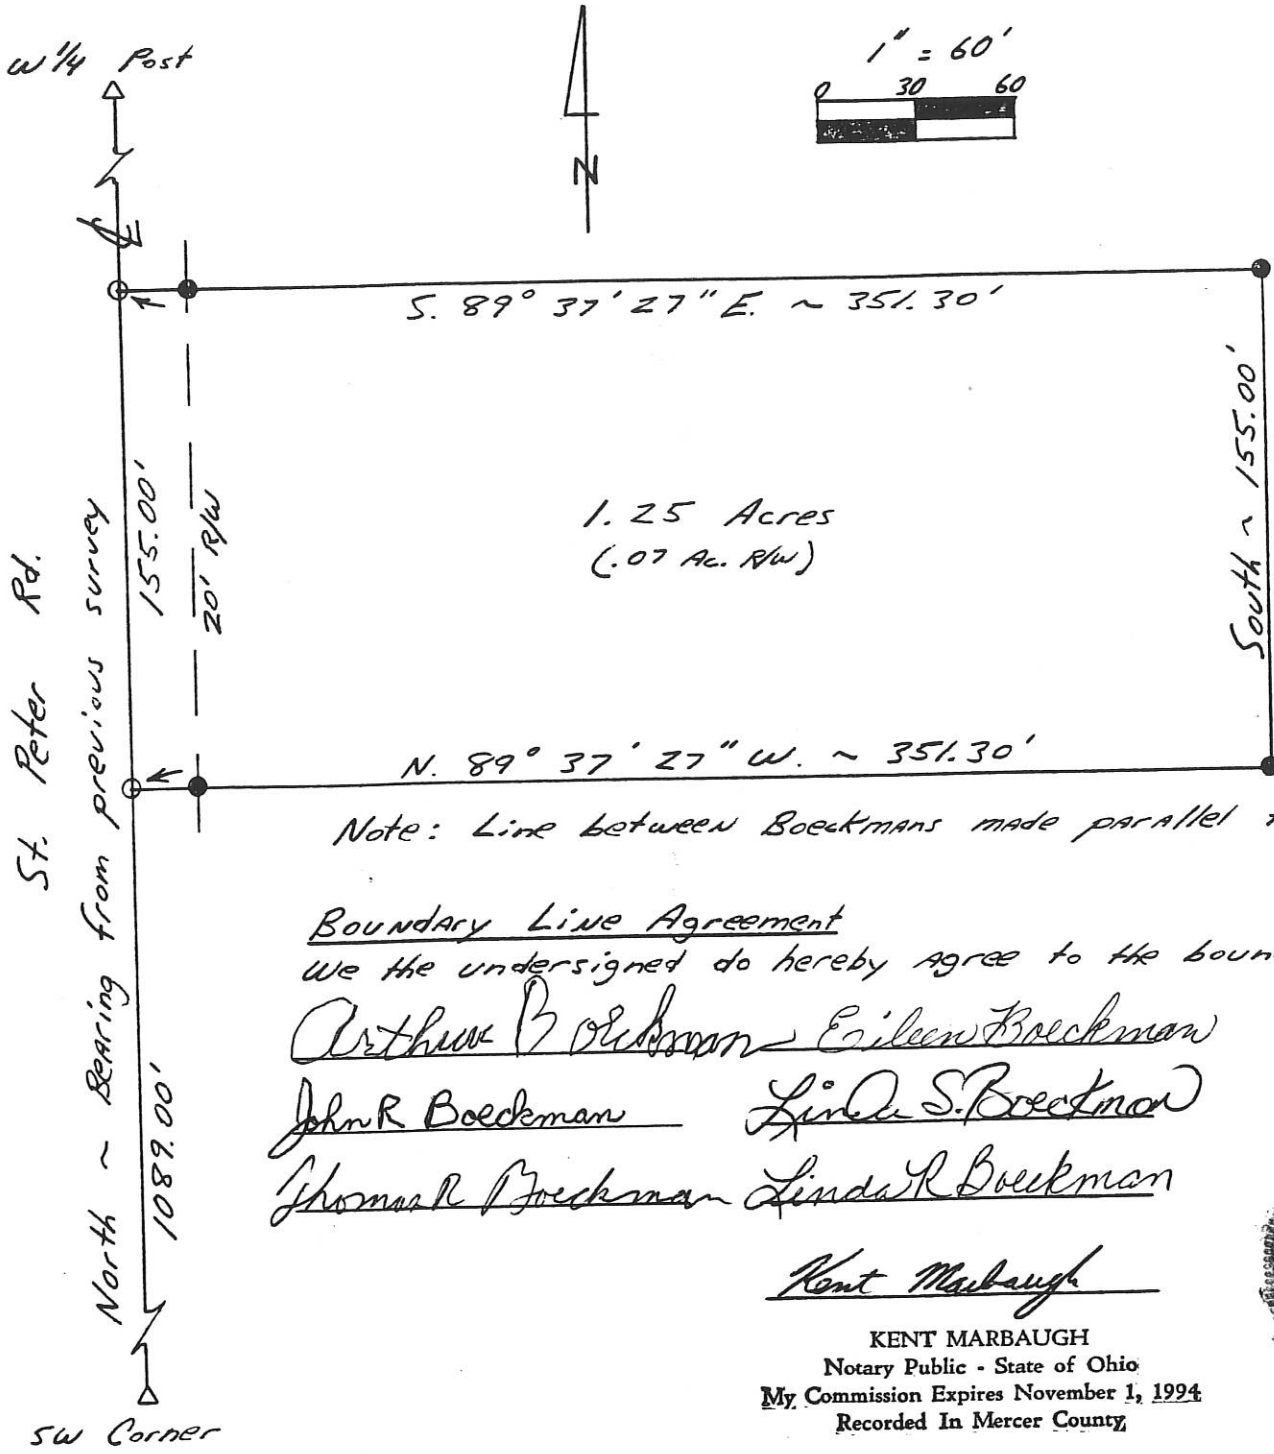 W 1/4 Post
1" = 60'
0 30 60
N
S. 89° 37' 27" E. ~ 351.30'
155.00'
20' R/W
South ~ 155.00'
1.25 Acres
(.07 Ac. R/W)
St. Peter Rd.
North ~ Bearing from previous survey
N. 89° 37' 27" W. ~ 351.30'
Note: Line between Boeckmans made parallel
1089.00'
Boundary Line Agreement
We the undersigned do hereby agree to the boun
Arthur Boeckman Eileen Boeckman
John R Boeckman Linda S. Boeckman
Thomas R Boeckman Linda R Boeckman
Kent Marbaugh
KENT MARBAUGH
Notary Public - State of Ohio
My Commission Expires November 1, 1994
Recorded In Mercer County
SW Corner